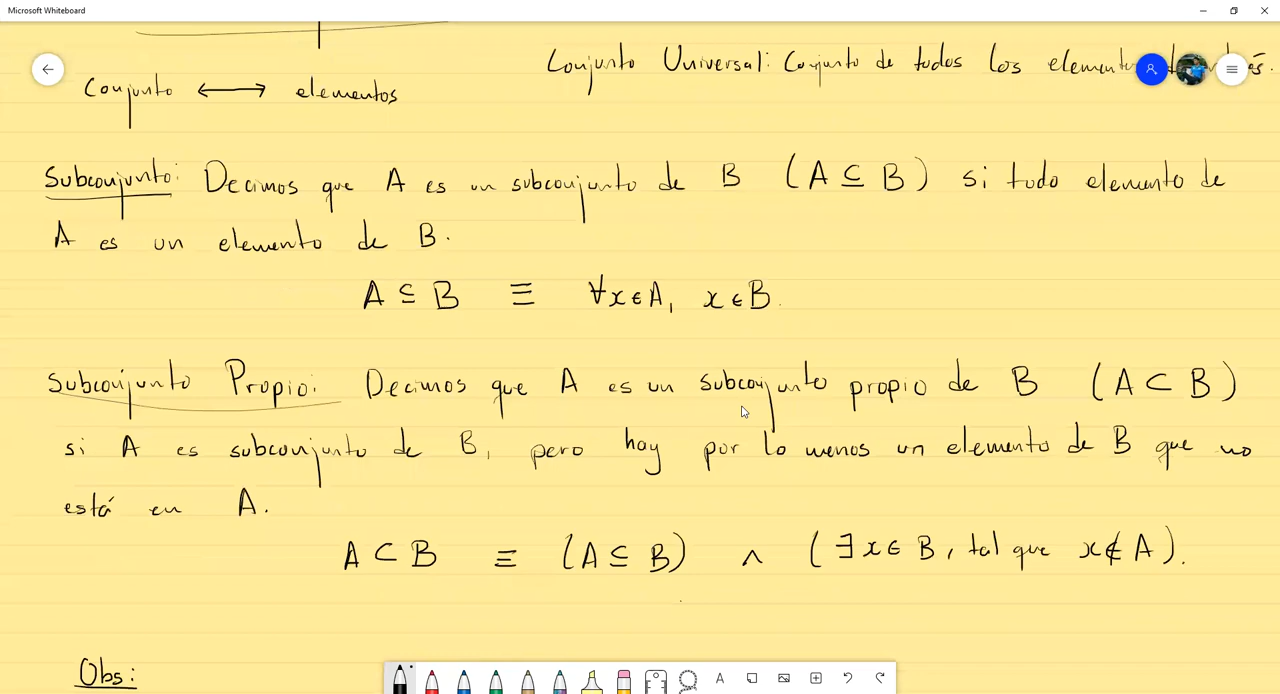 Microsoft Whiteboard
Conjunto Universal: Conjunto de todos los
Conjunto ⟷ elementos
Subconjunto: Decimos que A es un subconjunto de B (A ⊆ B) si todo elemento de
A es un elemento de B.
A ⊆ B ≡ ∀x∈A, x∈B.
Subconjunto Propio: Decimos que A es un subconjunto propio de B (A ⊂ B)
si A es subconjunto de B, pero hay por lo menos un elemento de B que no
está en A.
A ⊂ B ≡ (A ⊆ B) ∧ (∃x∈B, tal que x∉A).
Obs: